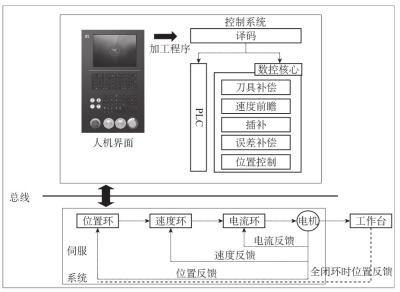 控制系统
译码
加工程序
数控核心
刀具补偿
速度前瞻
插补
误差补偿
位置控制
PLC
人机界面
总线
位置环
速度环
电流环
电机
工作台
伺服
系统
电流反馈
速度反馈
位置反馈
全闭环时位置反馈